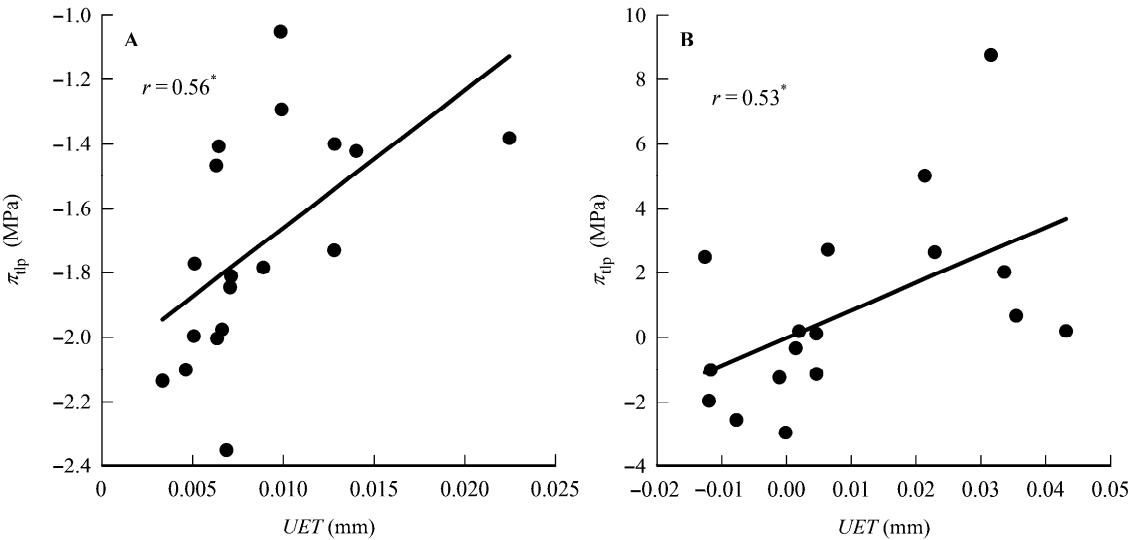 A
r = 0.56*
−1.0
−1.2
−1.4
−1.6
−1.8
−2.0
−2.2
−2.4
πtlp (MPa)
0 0.005 0.010 0.015 0.020 0.025
UET (mm)
B
r = 0.53*
10
8
6
4
2
0
−2
−4
πtlp (MPa)
−0.02 −0.01 0.00 0.01 0.02 0.03 0.04 0.05
UET (mm)